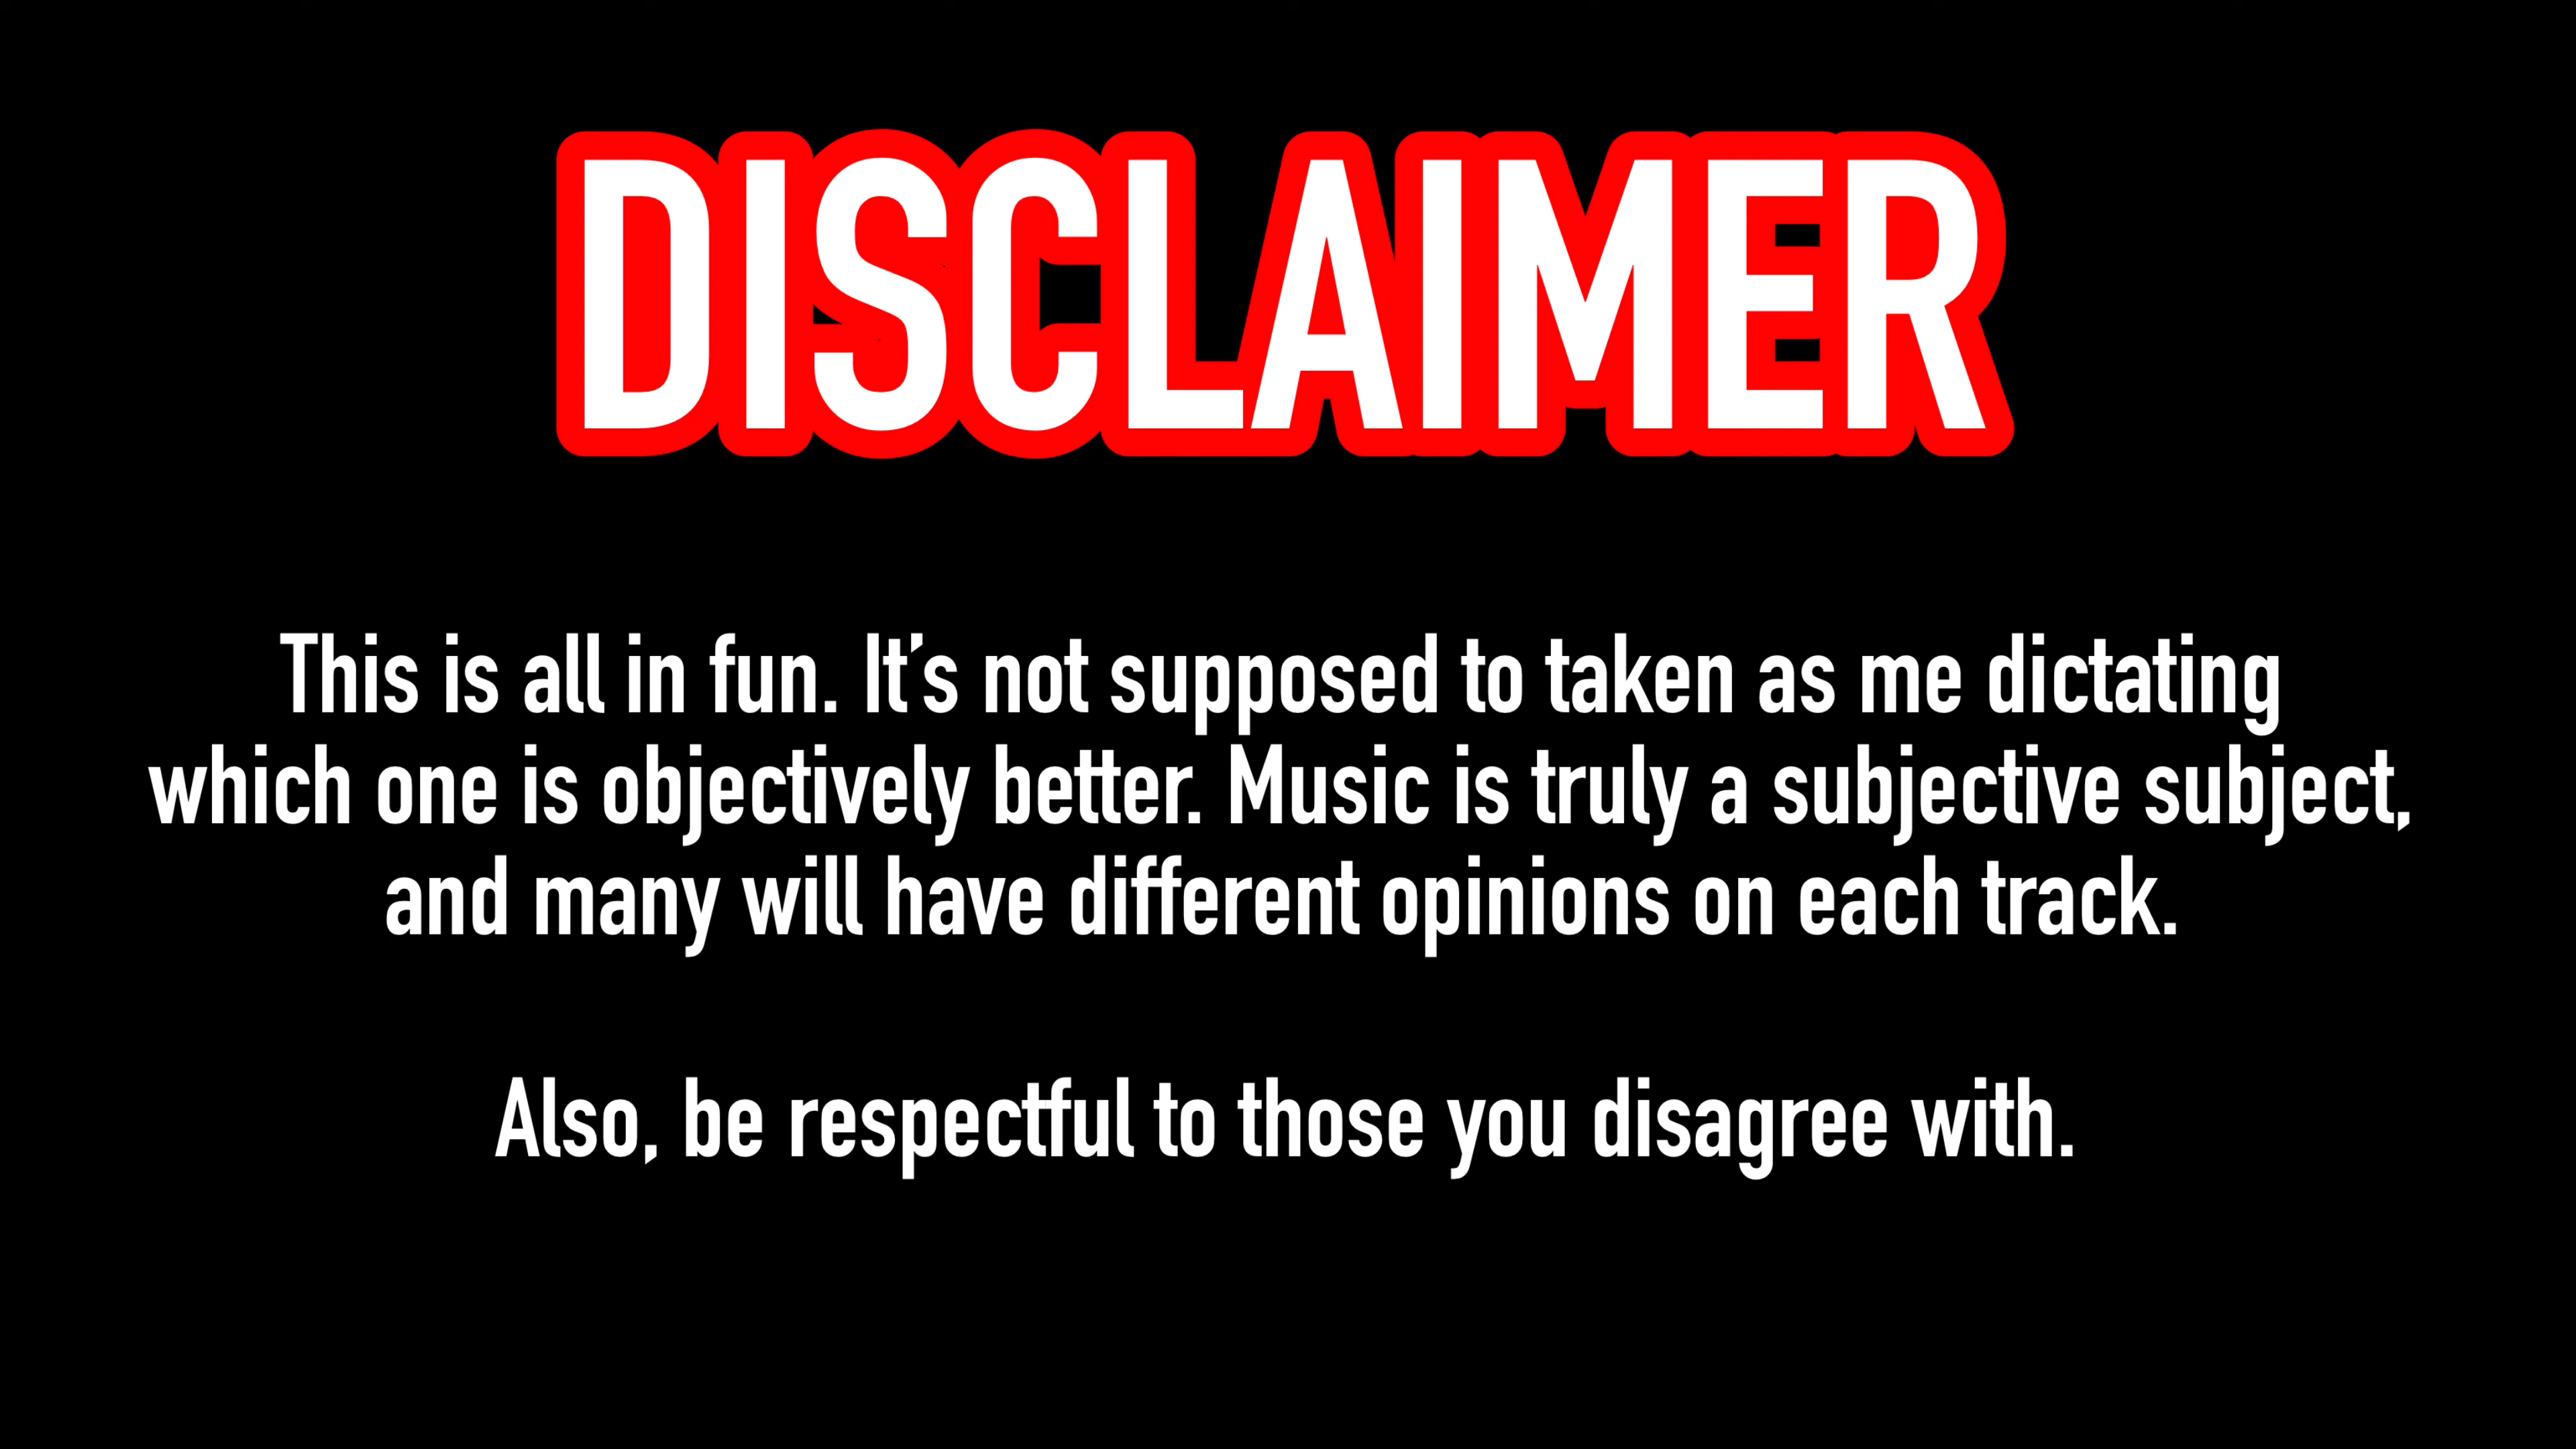 DISCLAIMER
This is all in fun. It’s not supposed to taken as me dictating
which one is objectively better. Music is truly a subjective subject,
and many will have different opinions on each track.
Also, be respectful to those you disagree with.